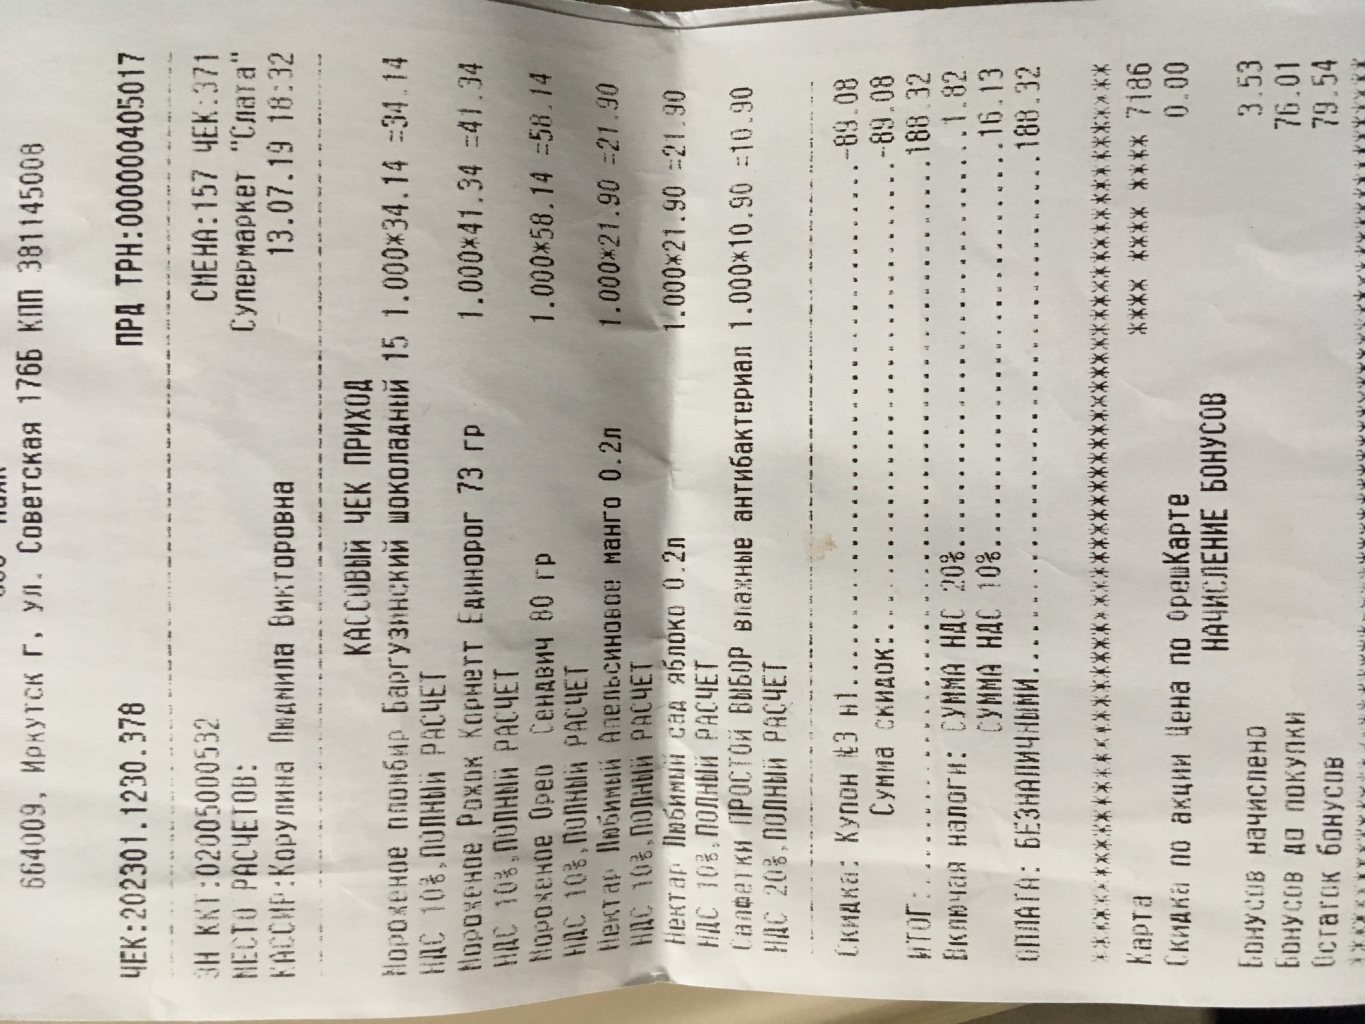 664009, Иркутск г, ул. Советская 176Б КПП 381145008
ЧЕК:202301.1230.378 ПРД ТРН:000000405017
ЗН ККТ:02005000532 СМЕНА:157 ЧЕК:371
МЕСТО РАСЧЕТОВ: Супермаркет "Слата"
КАССИР:Корулина Людмила Викторовна 13.07.19 18:32
КАССОВЫЙ ЧЕК ПРИХОД
Мороженое пломбир Баргузинский шоколадный 15 1.000*34.14 =34.14
НДС 10%,ПОЛНЫЙ РАСЧЕТ
Мороженое Рожок Корнетт Единорог 73 гр 1.000*41.34 =41.34
НДС 10%,ПОЛНЫЙ РАСЧЕТ
Мороженое Орео Сендвич 80 гр 1.000*58.14 =58.14
НДС 10%,ПОЛНЫЙ РАСЧЕТ
Нектар Любимый Апельсиновое манго 0.2л 1.000*21.90 =21.90
НДС 10%,ПОЛНЫЙ РАСЧЕТ
Нектар Любимый сад яблоко 0.2л 1.000*21.90 =21.90
НДС 10%,ПОЛНЫЙ РАСЧЕТ
Салфетки ПРОСТОЙ ВЫБОР влажные антибактериал 1.000*10.90 =10.90
НДС 20%,ПОЛНЫЙ РАСЧЕТ
Скидка: Купон №3 н1 -89.08
Сумма скидок: -89.08
ИТОГ: 188.32
Включая налоги: СУММА НДС 20% 1.82
СУММА НДС 10% 16.13
ОПЛАТА: БЕЗНАЛИЧНЫМИ 188.32
Карта **** **** **** 7186
Скидка по акции Цена по ОрешКарте 0.00
НАЧИСЛЕНИЕ БОНУСОВ
Бонусов начислено 3.53
Бонусов до покупки 76.01
Остаток бонусов 79.54